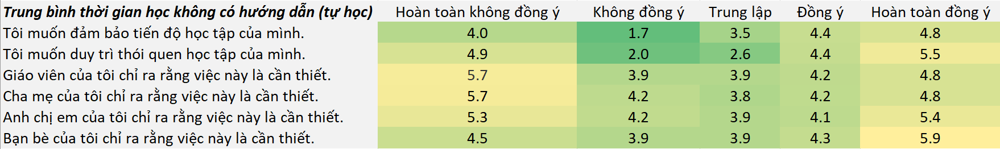 Trung bình thời gian học không có hướng dẫn (tự học) Hoàn toàn không đồng ý Không đồng ý Trung lập Đồng ý Hoàn toàn đồng ý
Tôi muốn đảm bảo tiến độ học tập của mình. 4.0 1.7 3.5 4.4 4.8
Tôi muốn duy trì thói quen học tập của mình. 4.9 2.0 2.6 4.4 5.5
Giáo viên của tôi chỉ ra rằng việc này là cần thiết. 5.7 3.9 3.9 4.2 4.8
Cha mẹ của tôi chỉ ra rằng việc này là cần thiết. 5.7 4.2 3.8 4.2 4.8
Anh chị em của tôi chỉ ra rằng việc này là cần thiết. 5.3 4.2 3.9 4.1 5.4
Bạn bè của tôi chỉ ra rằng việc này là cần thiết. 4.5 3.9 3.9 4.3 5.9